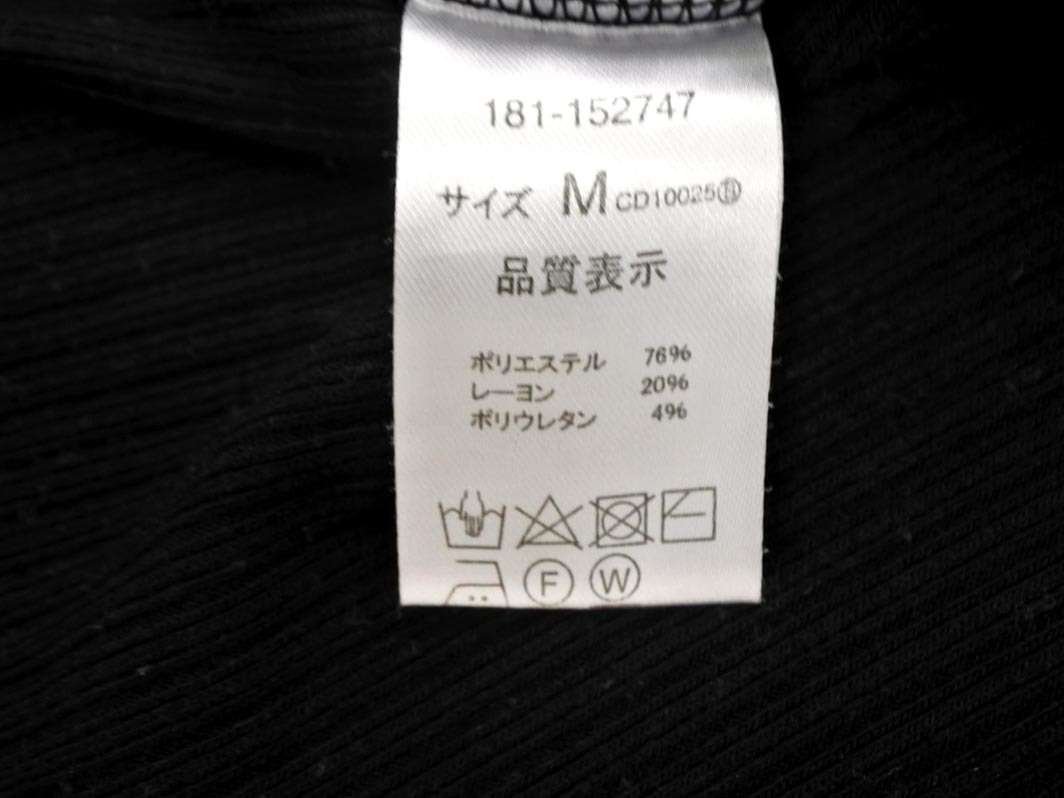 181-152747
サイズ M CD10025Ⓗ
品質表示
ポリエステル 76%
レーヨン 20%
ポリウレタン 4%
F W